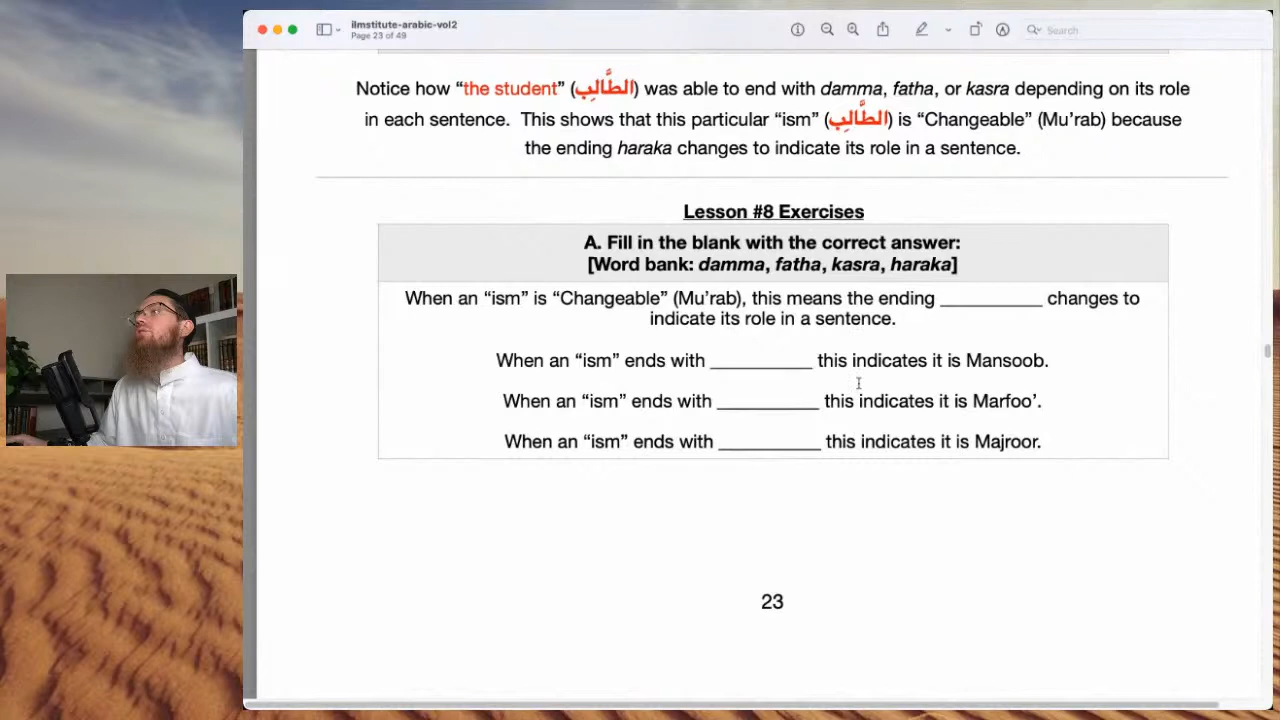 ilmstitute-arabic-vol2
Page 23 of 49
Search
Notice how “the student” (الطَّالِب) was able to end with damma, fatha, or kasra depending on its role
in each sentence. This shows that this particular “ism” (الطَّالِب) is “Changeable” (Mu’rab) because
the ending haraka changes to indicate its role in a sentence.
Lesson #8 Exercises
A. Fill in the blank with the correct answer:
[Word bank: damma, fatha, kasra, haraka]
When an “ism” is “Changeable” (Mu’rab), this means the ending __________ changes to
indicate its role in a sentence.
When an “ism” ends with __________ this indicates it is Mansoob.
When an “ism” ends with __________ this indicates it is Marfoo’.
When an “ism” ends with __________ this indicates it is Majroor.
23